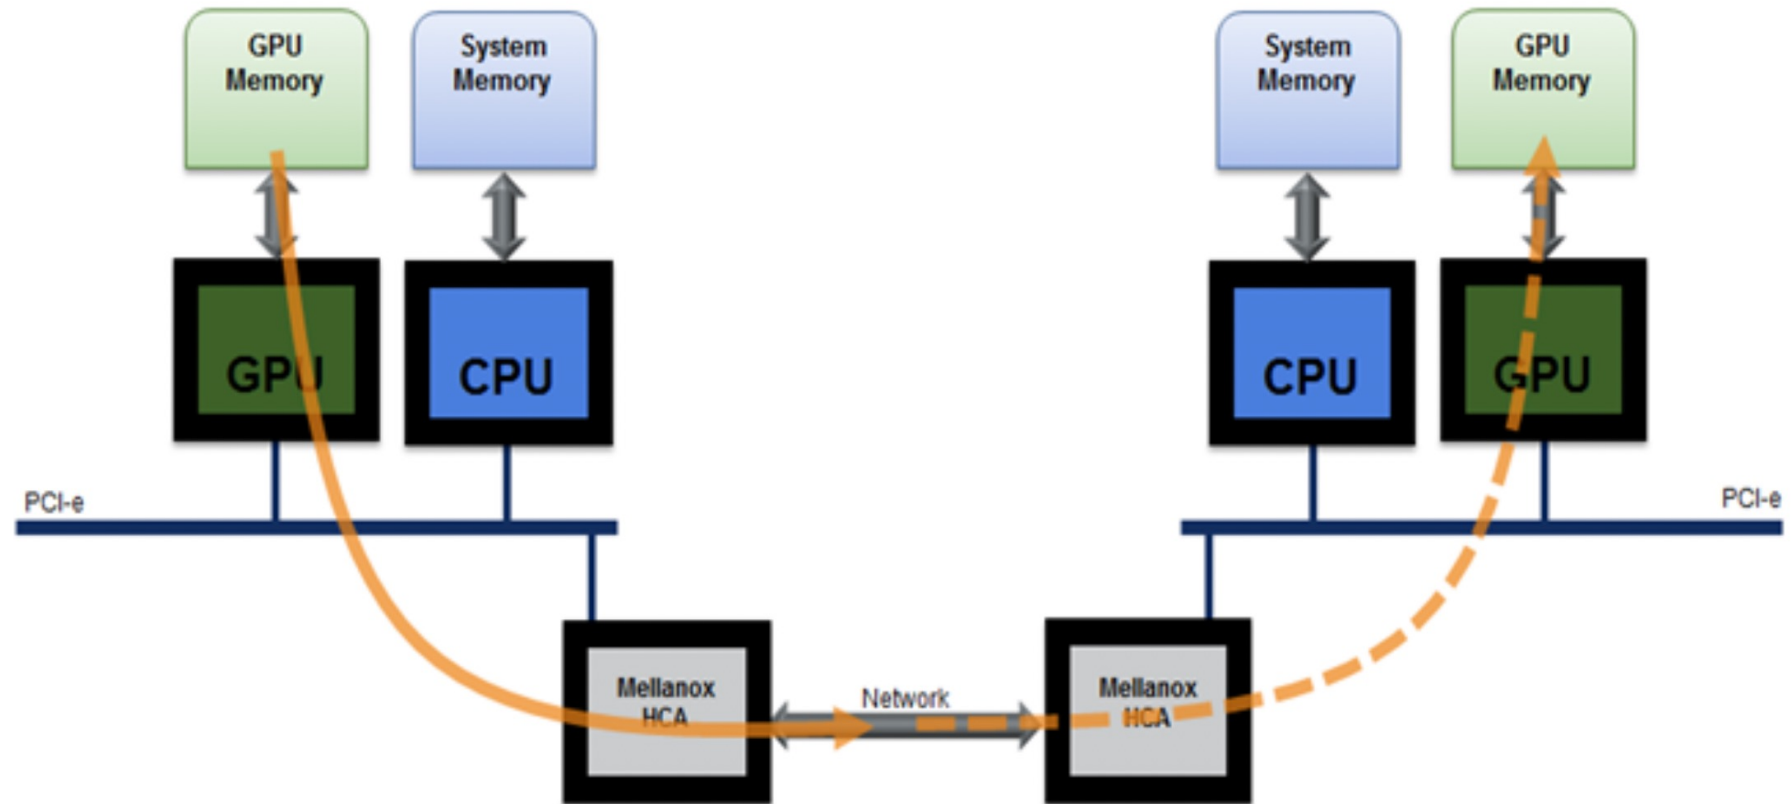 GPU
Memory
System
Memory
System
Memory
GPU
Memory
GPU
CPU
CPU
GPU
PCI-e
PCI-e
Mellanox
HCA
Network
Mellanox
HCA